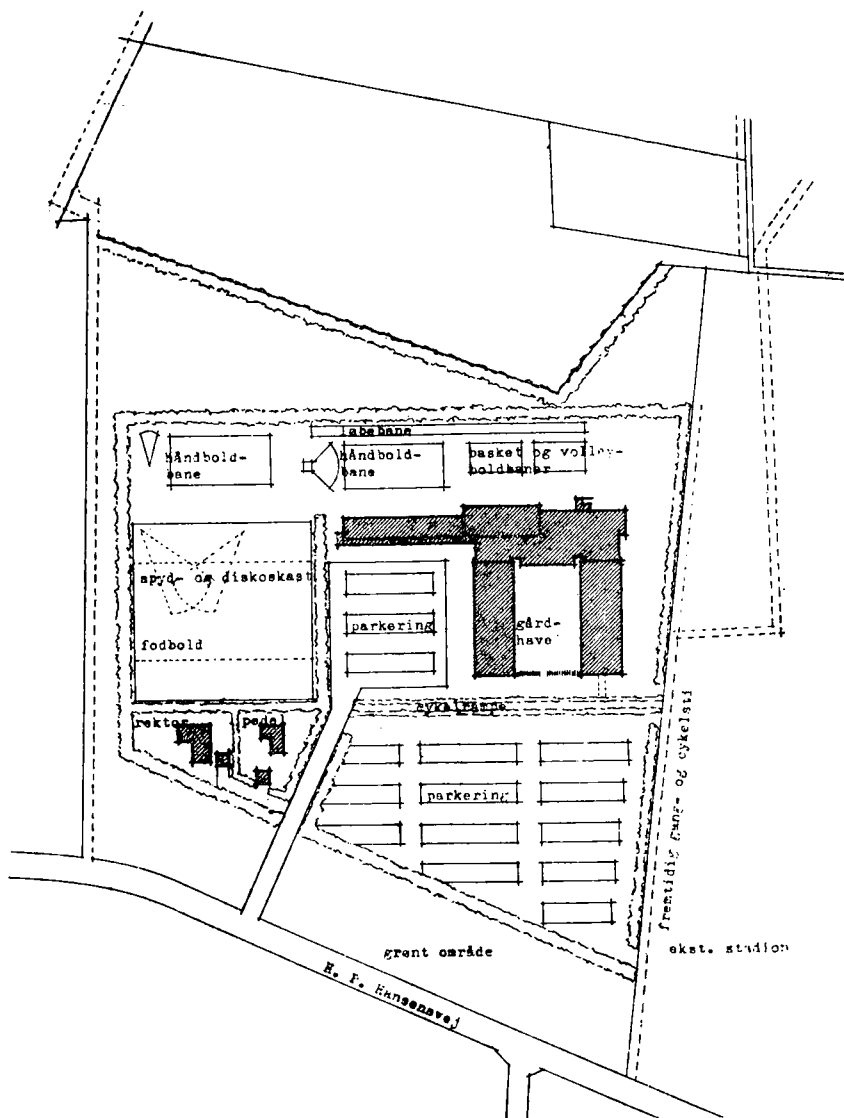 løbebane
håndbold-
bane
håndbold-
bane
basket og volley-
boldbaner
spyd- og diskoskast
fodbold
parkering
gård-
have
rektor
pedel
cykelrampe
parkering
fremtidig gang- og cykelsti
grønt område
ekst. stadion
H. P. Hansensvej